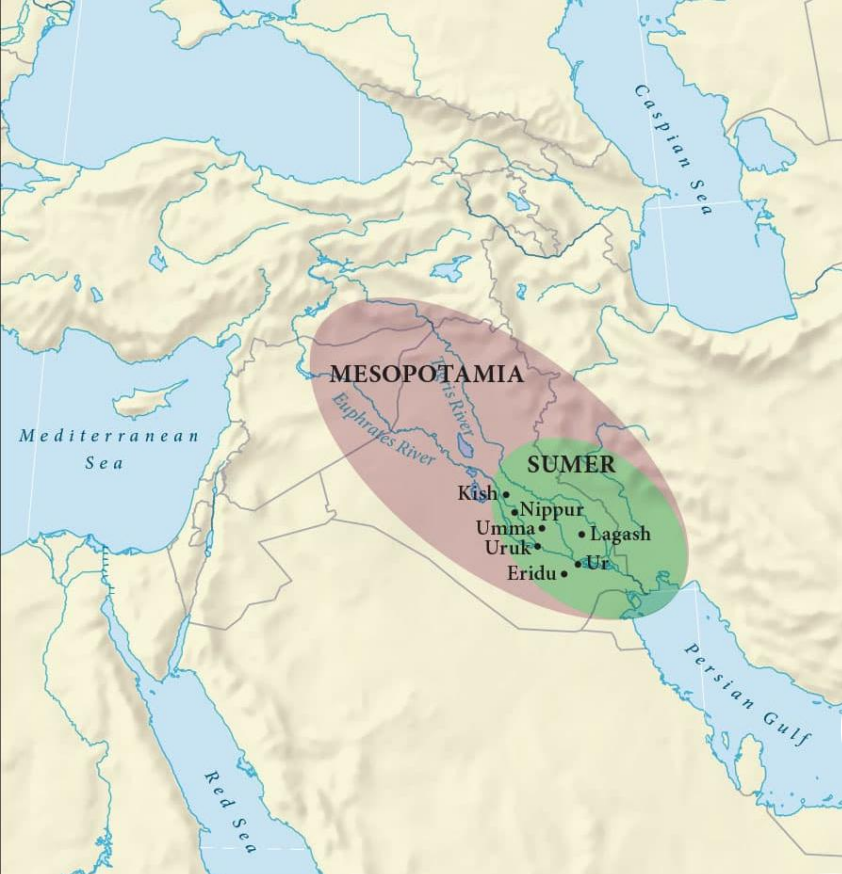 Caspian Sea
MESOPOTAMIA
Tigris River
Euphrates River
Mediterranean
Sea
SUMER
Kish
Nippur
Umma
Lagash
Uruk
Ur
Eridu
Persian Gulf
Red Sea